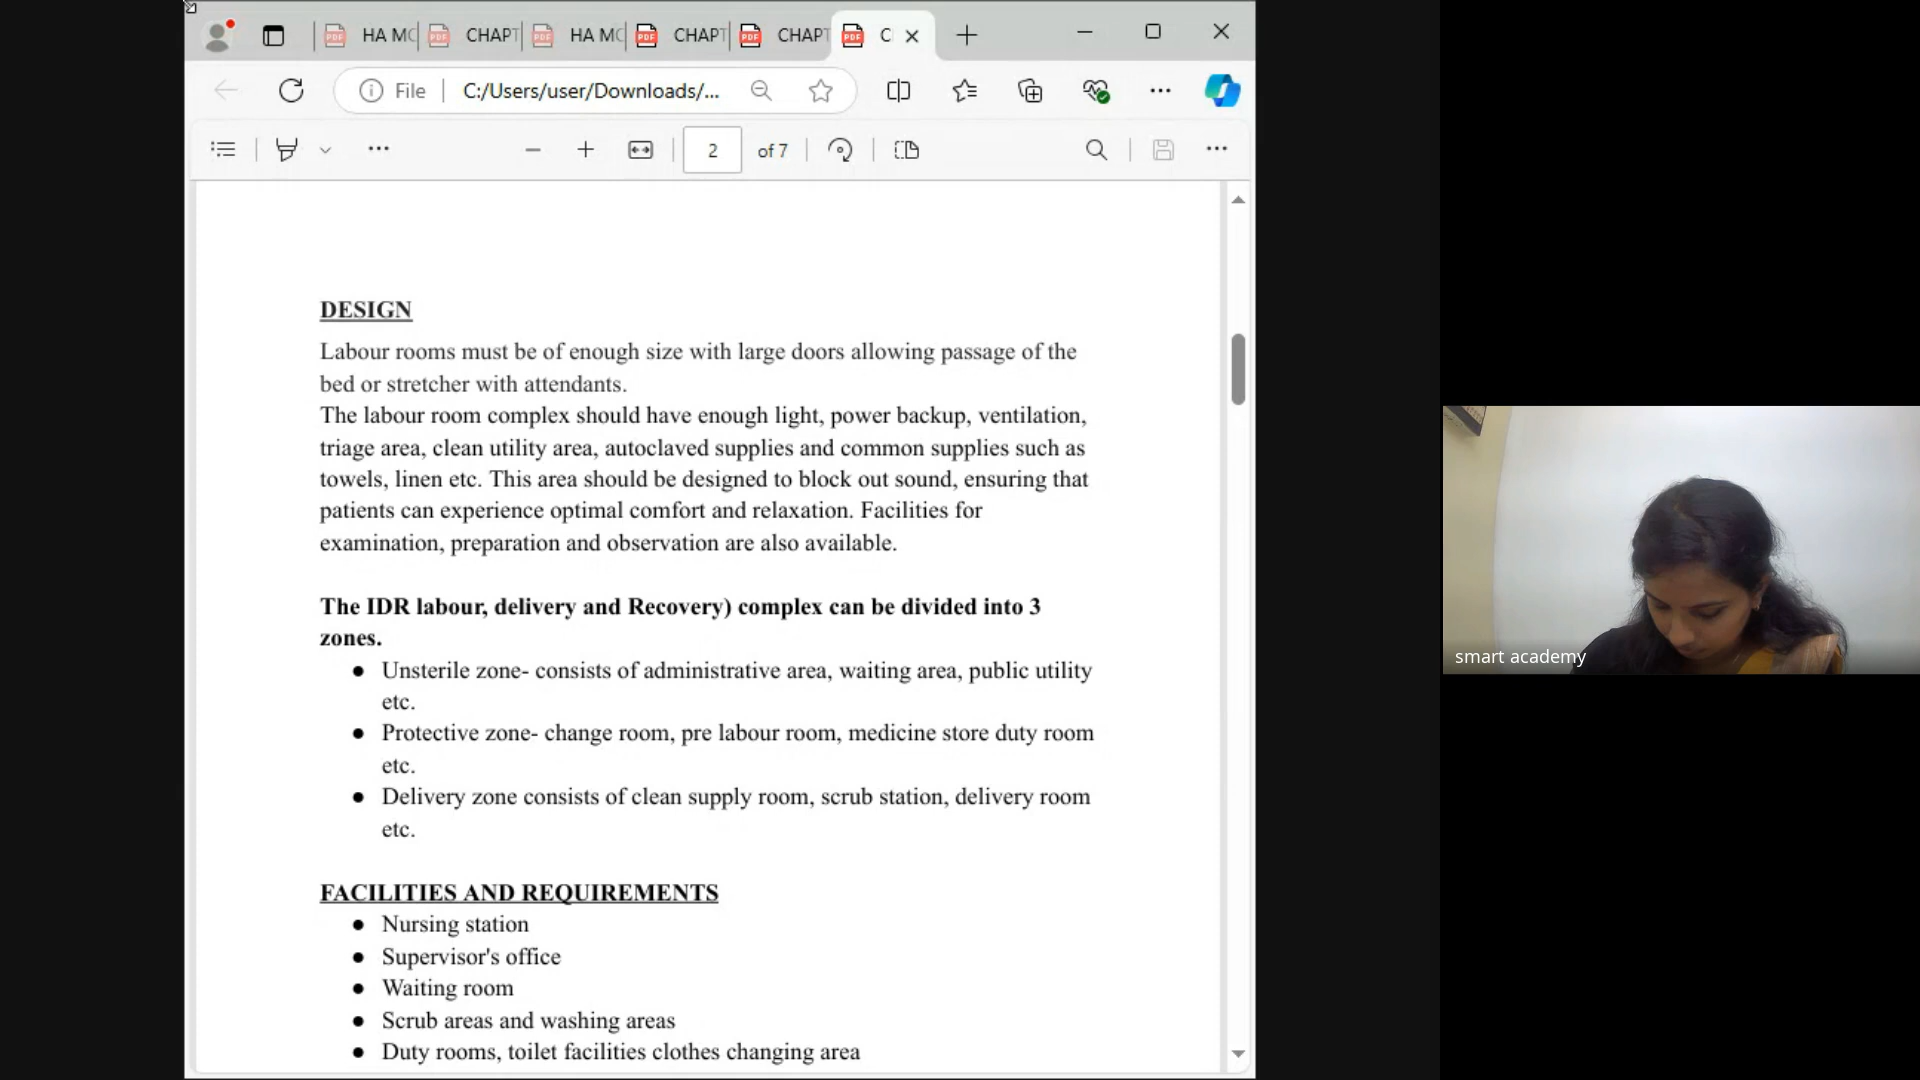 HA MC CHAPT HA MC CHAPT CHAPT C
File C:/Users/user/Downloads/...
2 of 7
DESIGN
Labour rooms must be of enough size with large doors allowing passage of the
bed or stretcher with attendants.
The labour room complex should have enough light, power backup, ventilation,
triage area, clean utility area, autoclaved supplies and common supplies such as
towels, linen etc. This area should be designed to block out sound, ensuring that
patients can experience optimal comfort and relaxation. Facilities for
examination, preparation and observation are also available.
The IDR labour, delivery and Recovery) complex can be divided into 3
zones.
● Unsterile zone- consists of administrative area, waiting area, public utility
etc.
● Protective zone- change room, pre labour room, medicine store duty room
etc.
● Delivery zone consists of clean supply room, scrub station, delivery room
etc.
FACILITIES AND REQUIREMENTS
● Nursing station
● Supervisor's office
● Waiting room
● Scrub areas and washing areas
● Duty rooms, toilet facilities clothes changing area
smart academy